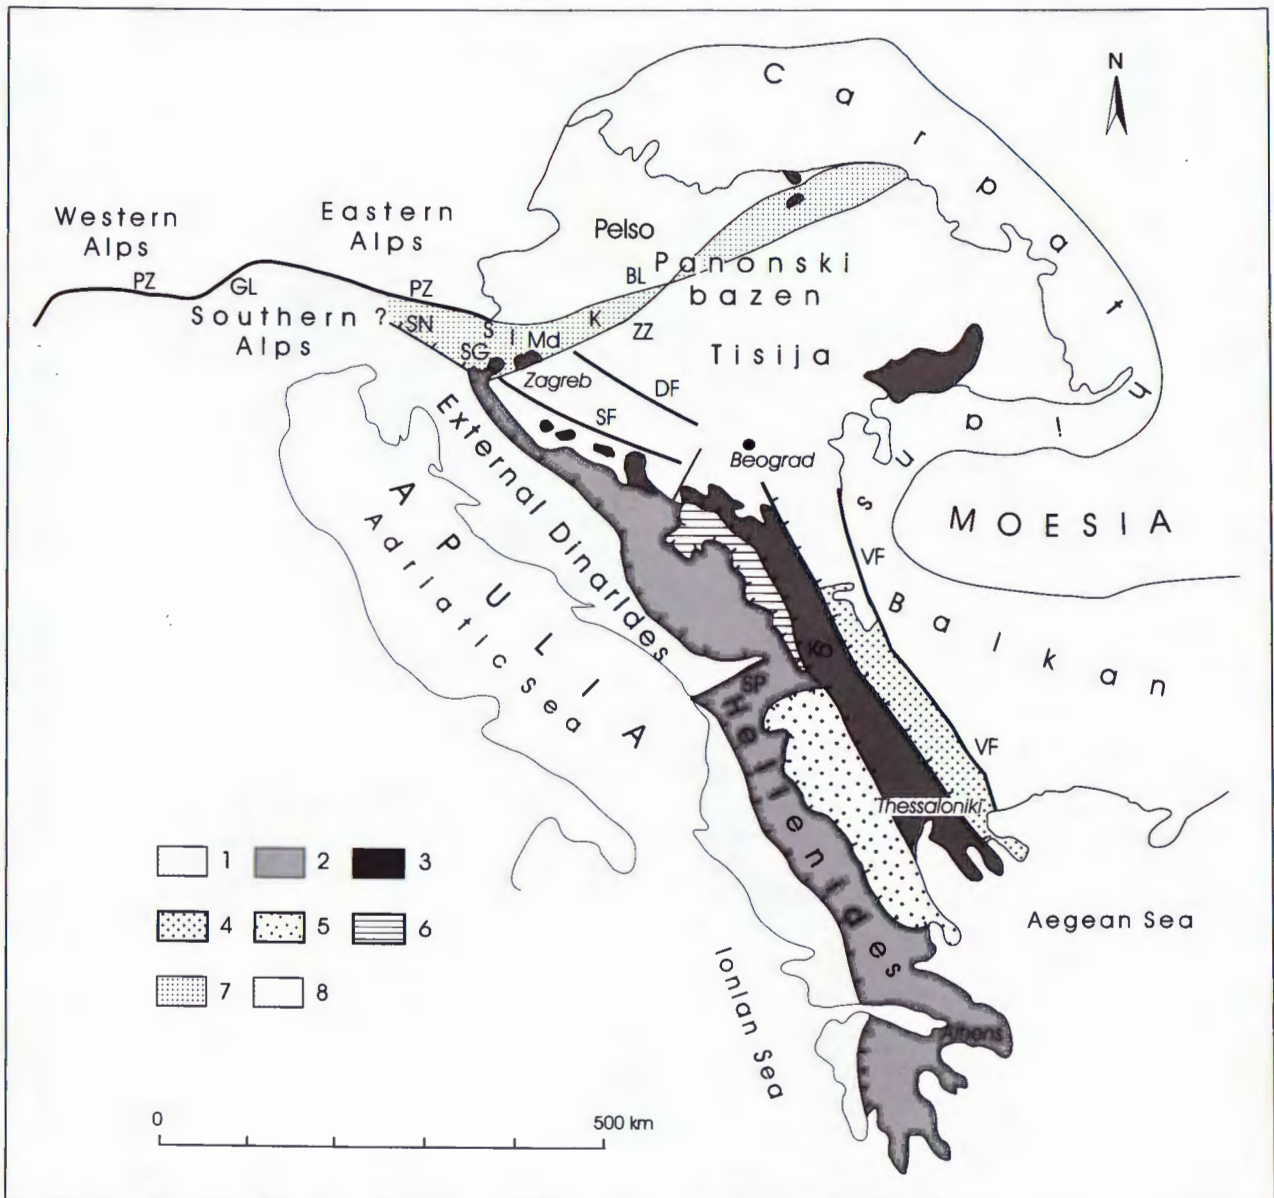 N
Carpathians
Western
Alps
Eastern
Alps
Pelso
PZ
GL
PZ
BL
Panonski
bazen
Southern
Alps
?
SN
S
I
K
ZZ
Md
SG
Tisija
Zagreb
DF
SF
Beograd
External Dinarides
APULIA
Adriatic Sea
MOESIA
VF
Balkan
KO
SP
VF
Hellenides
Thessaloniki
1 2 3
4 5 6
7 8
Aegean Sea
Ionian Sea
Athens
0 500 km